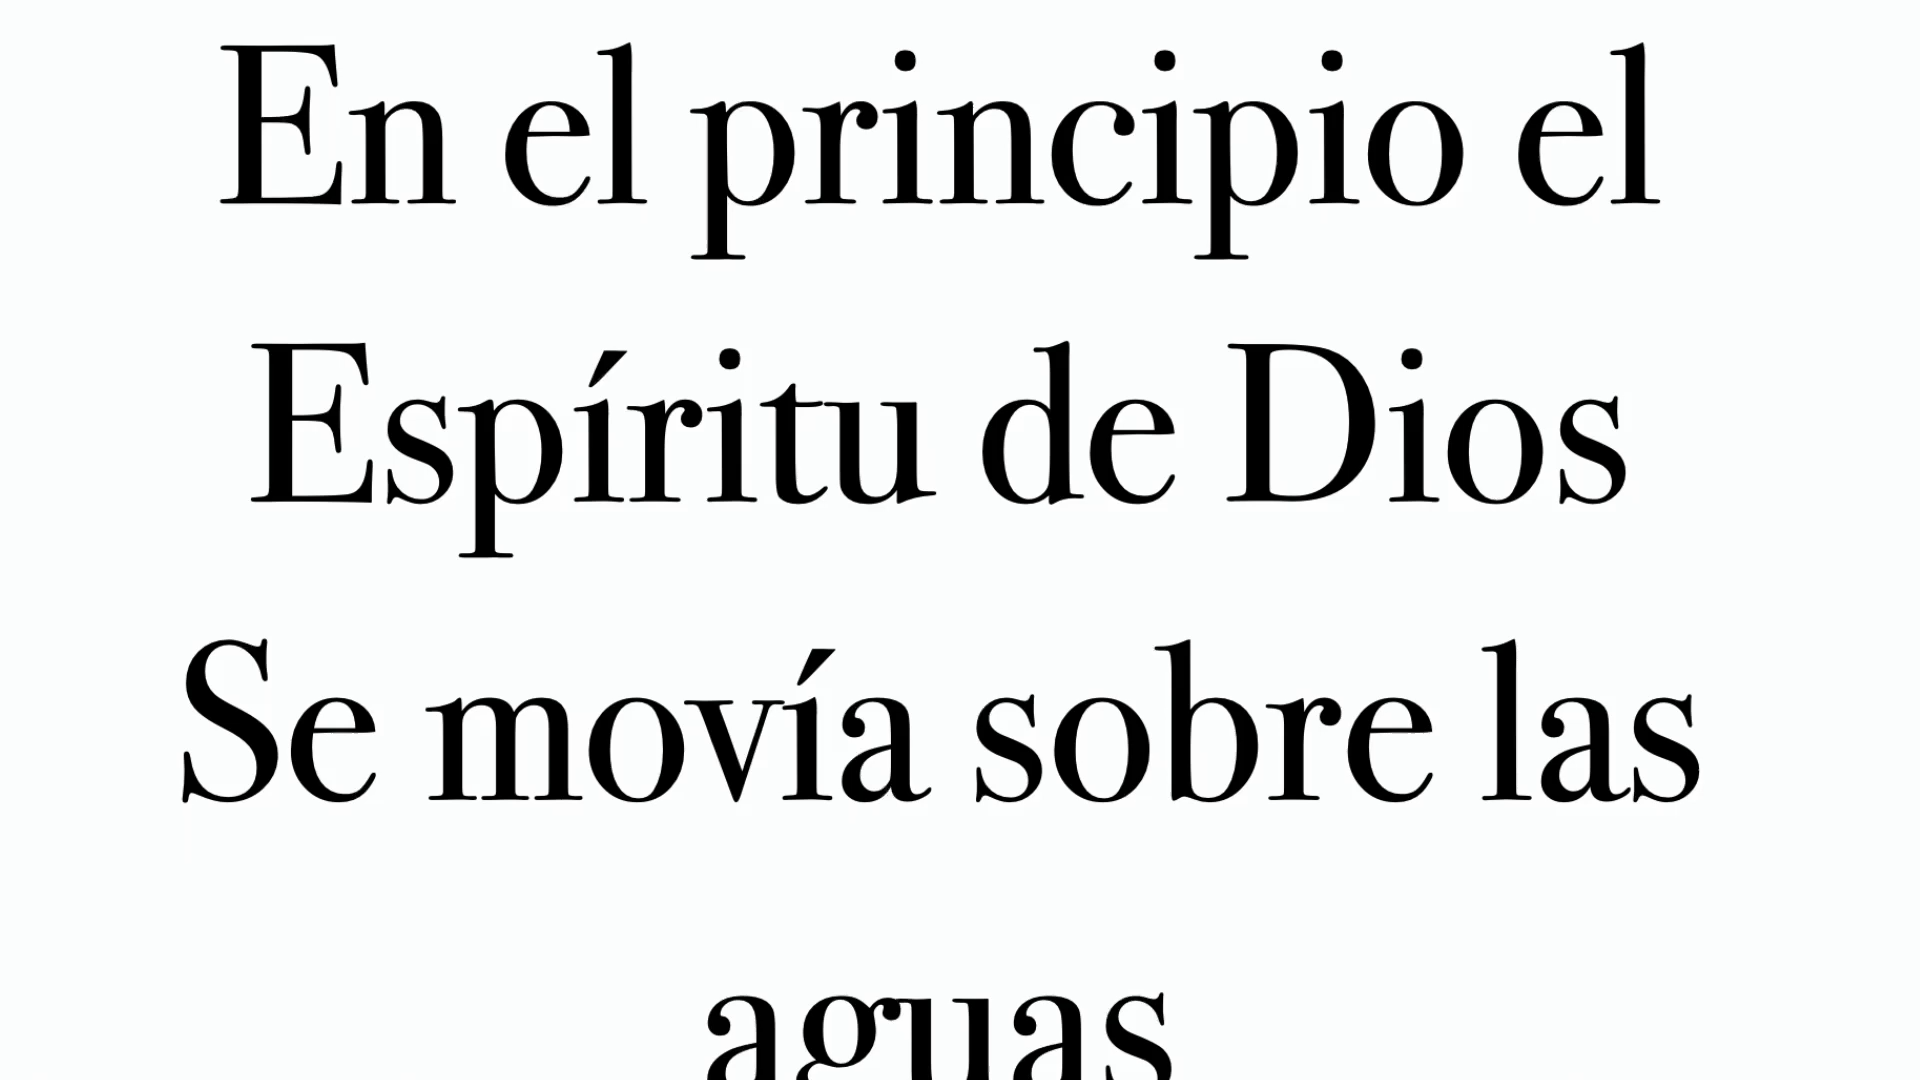 En el principio el
Espíritu de Dios
Se movía sobre las
aguas